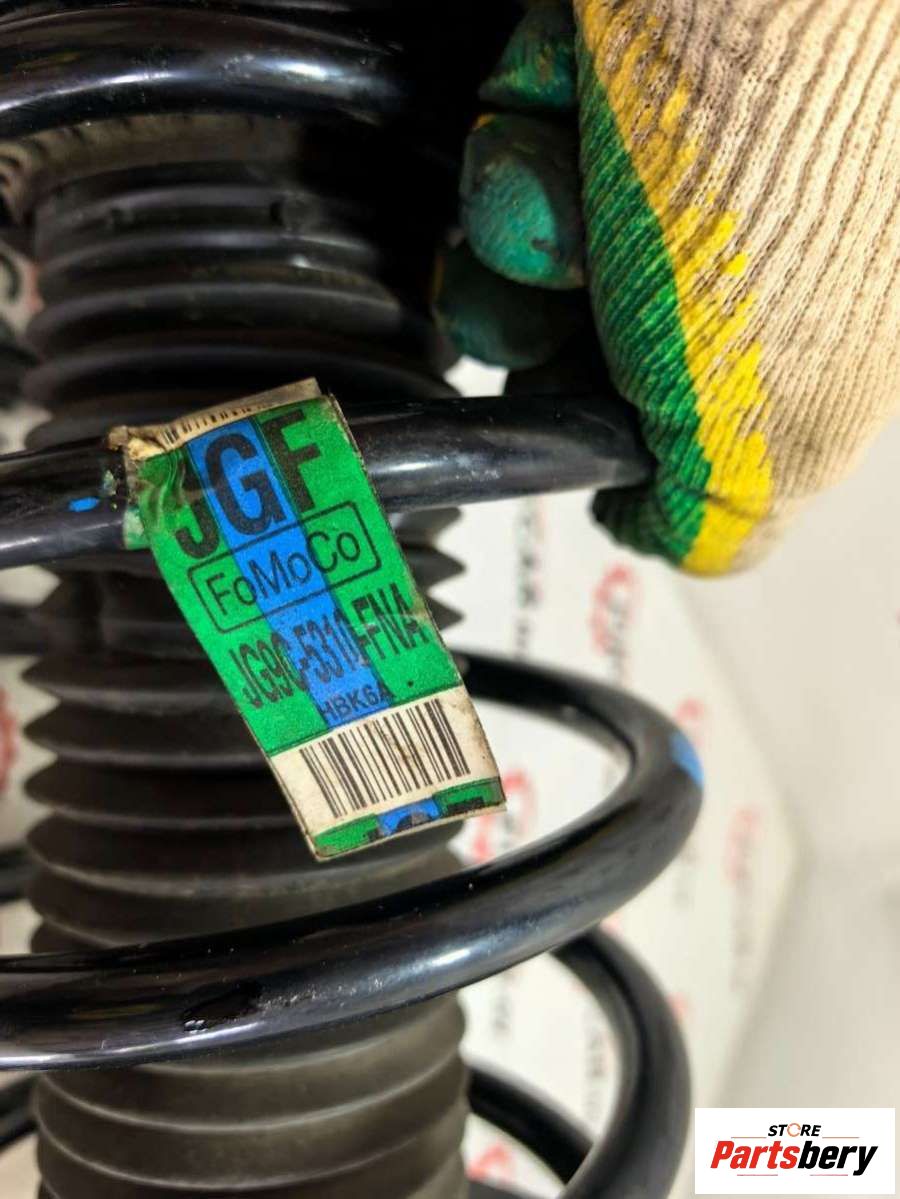 JGF
FoMoCo
JG9C-5310-FNA
HBK6A
STORE
Partsbery